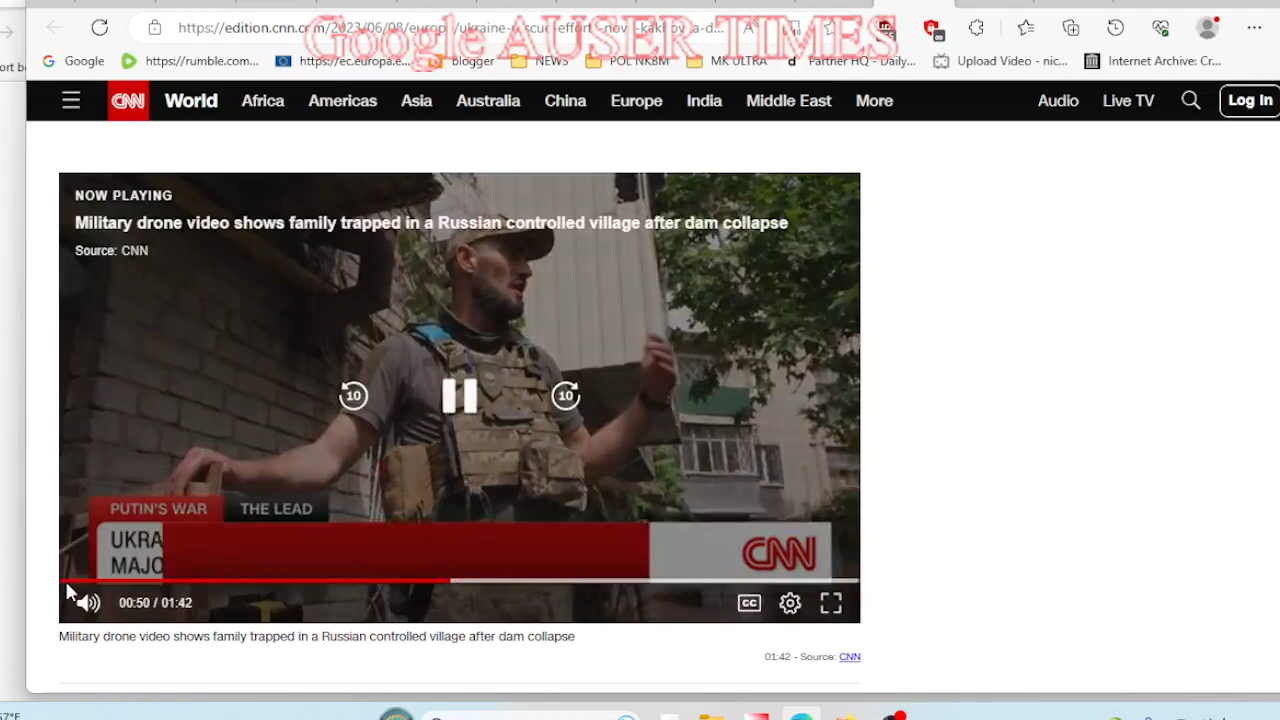 https://edition.cnn.com/2023/06/08/europ
Google AUSER TIMES
Google https://rumble.com... https://ec.europa.e... blogger NEWS POL NKBM MK ULTRA d Partner HQ - Daily... Upload Video - nic... Internet Archive: Cr...
CNN World Africa Americas Asia Australia China Europe India Middle East More Audio Live TV Log In
NOW PLAYING
Military drone video shows family trapped in a Russian controlled village after dam collapse
Source: CNN
10 10
PUTIN'S WAR THE LEAD
UKRA
MAJO
CNN
00:50 / 01:42 CC
Military drone video shows family trapped in a Russian controlled village after dam collapse
01:42 - Source: CNN